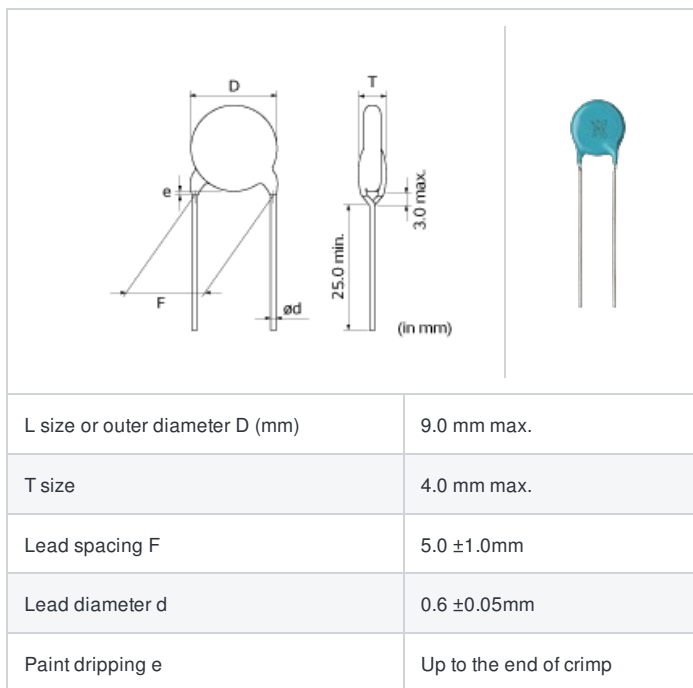 D
T
e
3.0 max.
25.0 min.
F
ød
(in mm)
L size or outer diameter D (mm) 9.0 mm max.
T size 4.0 mm max.
Lead spacing F 5.0 ±1.0mm
Lead diameter d 0.6 ±0.05mm
Paint dripping e Up to the end of crimp